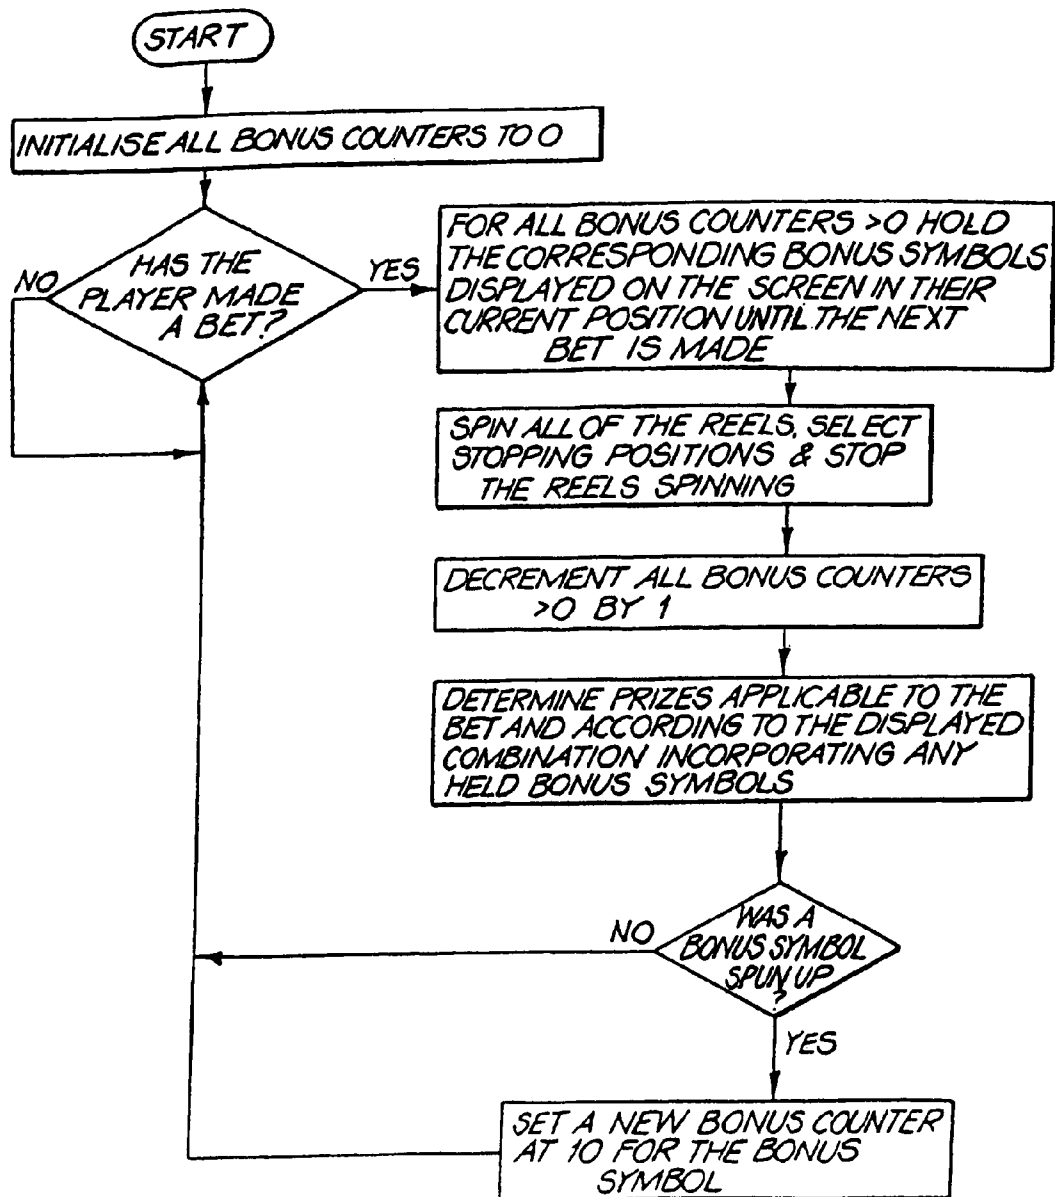 START
INITIALISE ALL BONUS COUNTERS TO 0
HAS THE
PLAYER MADE
A BET?
NO
YES
FOR ALL BONUS COUNTERS >0 HOLD
THE CORRESPONDING BONUS SYMBOLS
DISPLAYED ON THE SCREEN IN THEIR
CURRENT POSITION UNTIL THE NEXT
BET IS MADE
SPIN ALL OF THE REELS, SELECT
STOPPING POSITIONS & STOP
THE REELS SPINNING
DECREMENT ALL BONUS COUNTERS
>0 BY 1
DETERMINE PRIZES APPLICABLE TO THE
BET AND ACCORDING TO THE DISPLAYED
COMBINATION INCORPORATING ANY
HELD BONUS SYMBOLS
WAS A
BONUS SYMBOL
SPUN UP
?
NO
YES
SET A NEW BONUS COUNTER
AT 10 FOR THE BONUS
SYMBOL